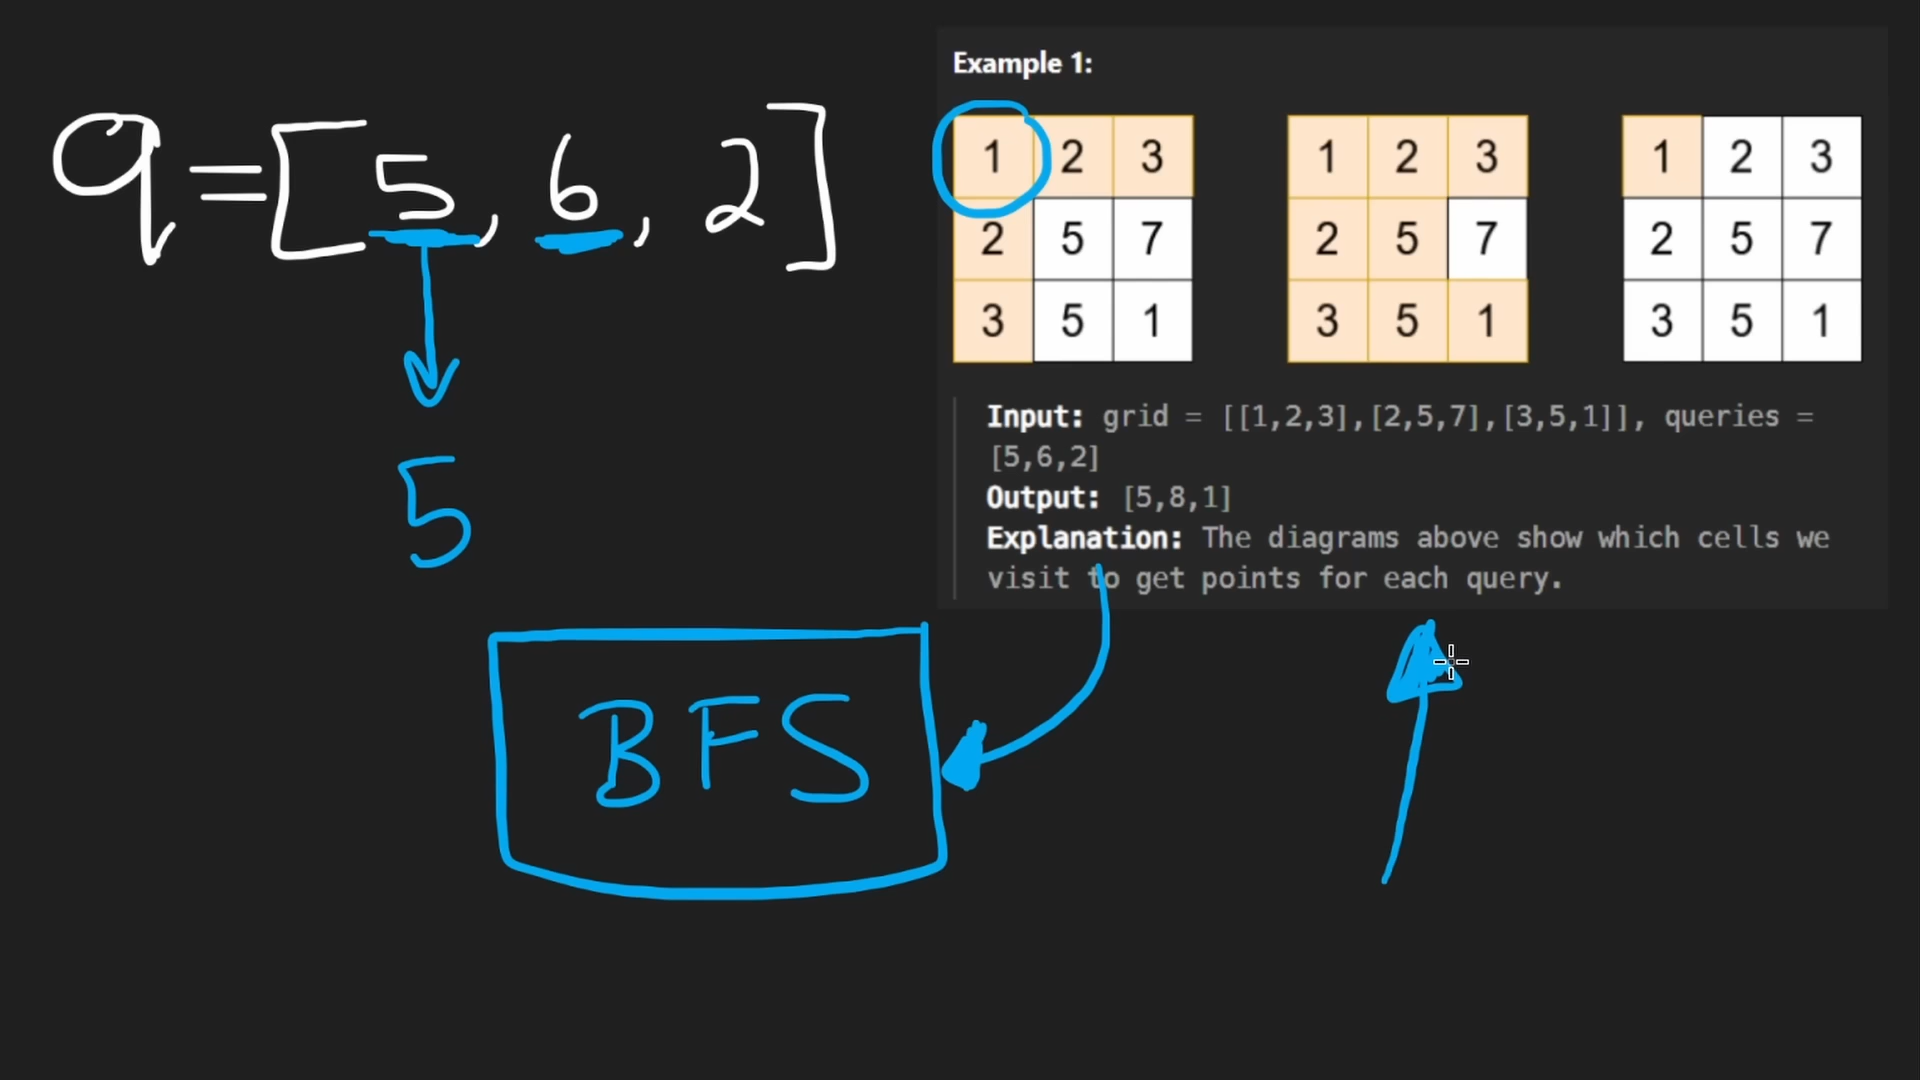 q=[5, 6, 2]
5
BFS
Example 1:
1 2 3
2 5 7
3 5 1
1 2 3
2 5 7
3 5 1
1 2 3
2 5 7
3 5 1
Input: grid = [[1,2,3],[2,5,7],[3,5,1]], queries =
[5,6,2]
Output: [5,8,1]
Explanation: The diagrams above show which cells we
visit to get points for each query.